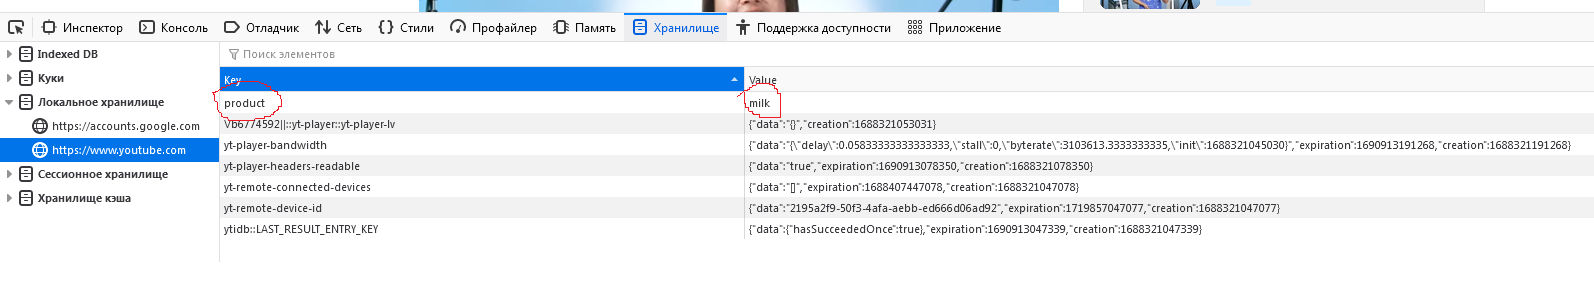 Инспектор Консоль Отладчик Сеть Стили Профайлер Память Хранилище Поддержка доступности Приложение
Indexed DB
Куки
Локальное хранилище
https://accounts.google.com
https://www.youtube.com
Сессионное хранилище
Хранилище кэша
Поиск элементов
Key Value
product milk
Vb6774592||::yt-player::yt-player-lv {"data":"{}","creation":1688321053031}
yt-player-bandwidth {"data":"{\"delay\":0.05833333333333333,\"stall\":0,\"byterate\":3103613.3333333335,\"init\":1688321045030}","expiration":1690913191268,"creation":1688321191268}
yt-player-headers-readable {"data":"true","expiration":1690913078350,"creation":1688321078350}
yt-remote-connected-devices {"data":"[]","expiration":1688407447078,"creation":1688321047078}
yt-remote-device-id {"data":"2195a2f9-50f3-4afa-aebb-ed666d06ad92","expiration":1719857047077,"creation":1688321047077}
ytidb::LAST_RESULT_ENTRY_KEY {"data":{"hasSucceededOnce":true},"expiration":1690913047339,"creation":1688321047339}